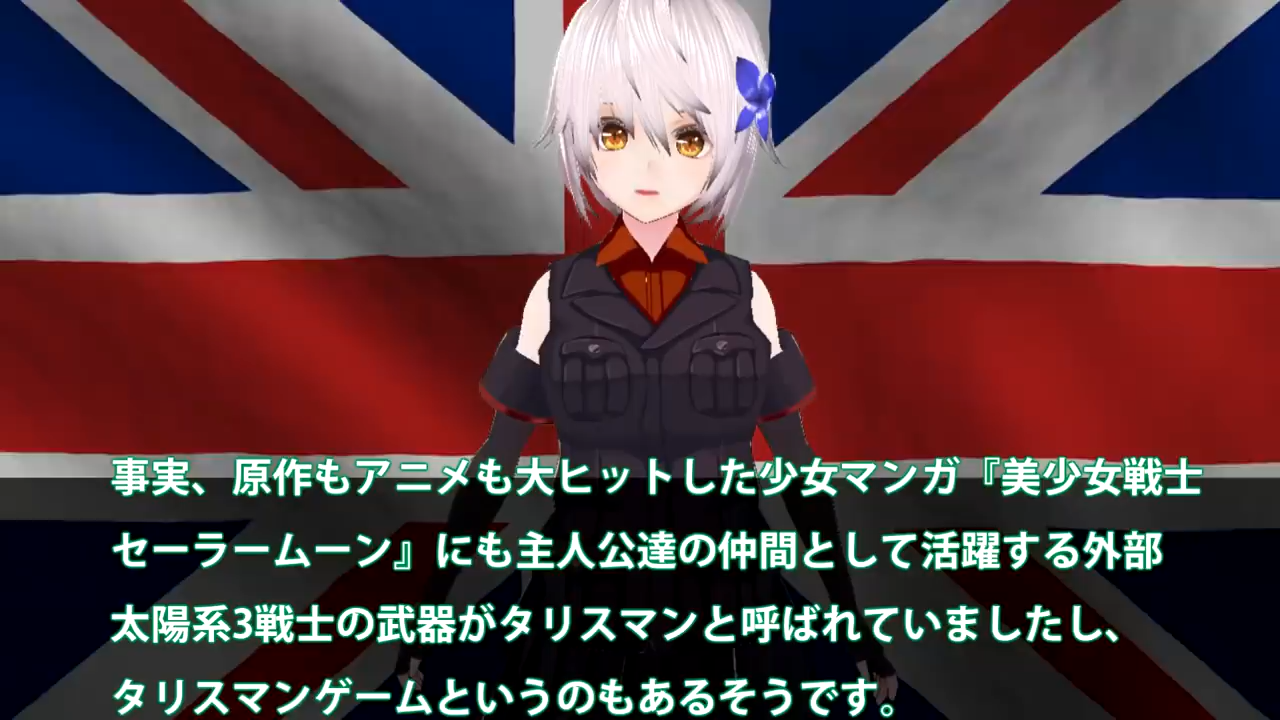 事実、原作もアニメも大ヒットした少女マンガ『美少女戦士
セーラームーン』にも主人公達の仲間として活躍する外部
太陽系3戦士の武器がタリスマンと呼ばれていましたし、
タリスマンゲームというのもあるそうです。